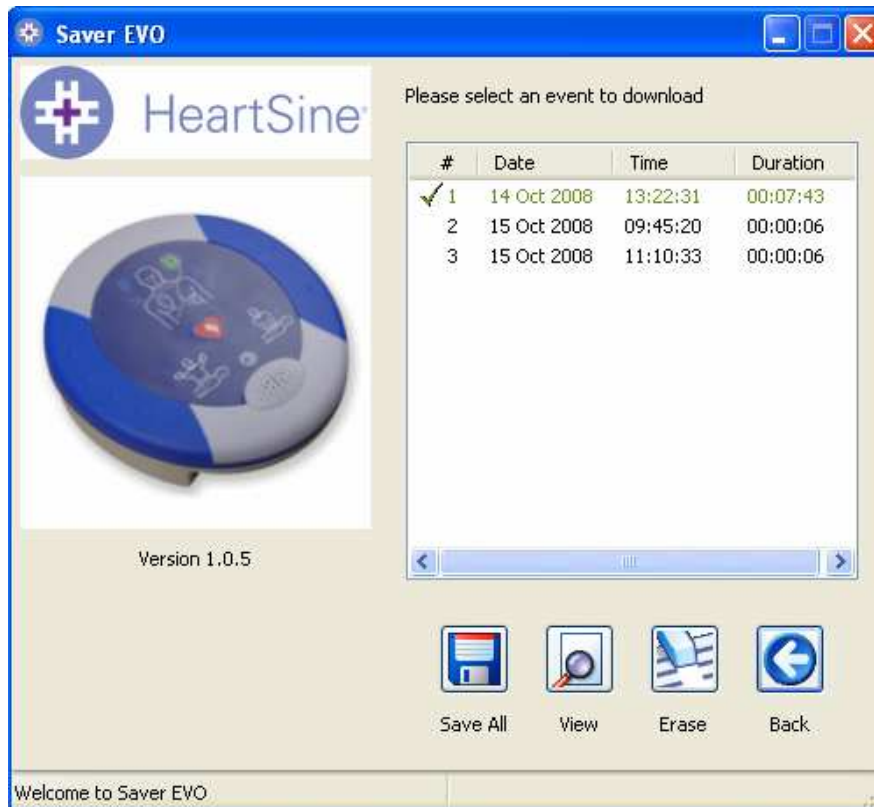 Saver EVO
HeartSine®
Please select an event to download
# Date Time Duration
1 14 Oct 2008 13:22:31 00:07:43
2 15 Oct 2008 09:45:20 00:00:06
3 15 Oct 2008 11:10:33 00:00:06
Version 1.0.5
Save All View Erase Back
Welcome to Saver EVO